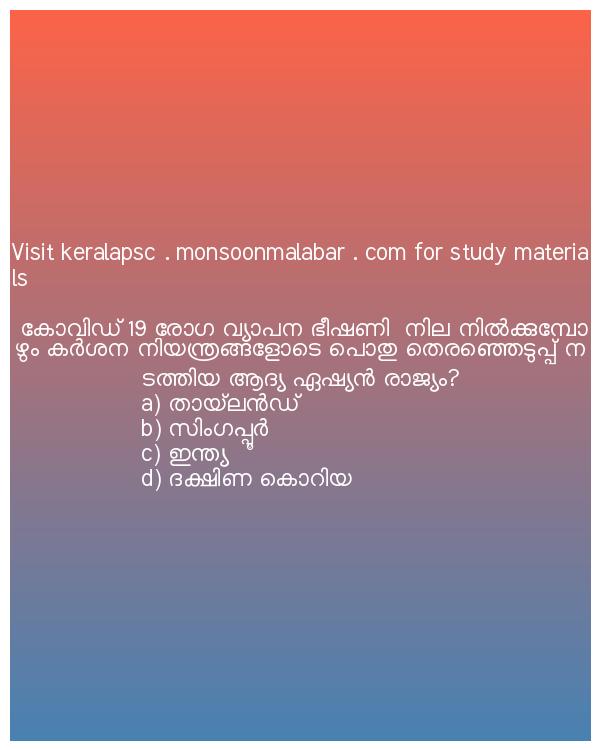 Visit keralapsc . monsoonmalabar . com for study materia
ls
കോവിഡ് 19 രോഗ വ്യാപന ഭീഷണി നില നിൽക്കുമ്പോ
ഴും കർശന നിയന്ത്രങ്ങളോടെ പൊതു തെരഞ്ഞെടുപ്പ് ന
ടത്തിയ ആദ്യ ഏഷ്യൻ രാജ്യം?
a) തായ്‌ലൻഡ്
b) സിംഗപ്പൂർ
c) ഇന്ത്യ
d) ദക്ഷിണ കൊറിയ